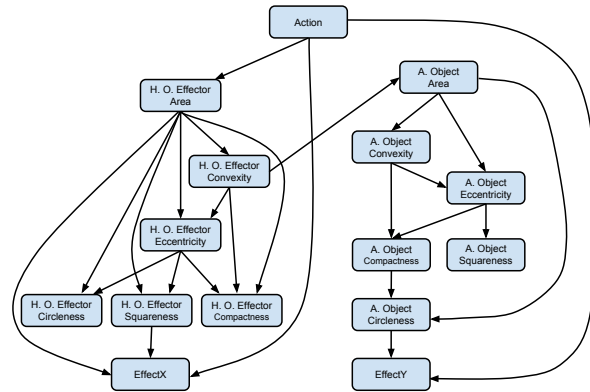 Action
H. O. Effector
Area
A. Object
Area
A. Object
Convexity
H. O. Effector
Convexity
A. Object
Eccentricity
H. O. Effector
Eccentricity
A. Object
Compactness
A. Object
Squareness
H. O. Effector
Circleness
H. O. Effector
Squareness
H. O. Effector
Compactness
A. Object
Circleness
EffectX
EffectY